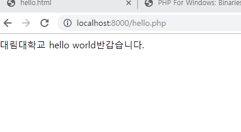 hello.html
PHP For Windows: Binaries
localhost:8000/hello.php
대림대학교 hello world반갑습니다.